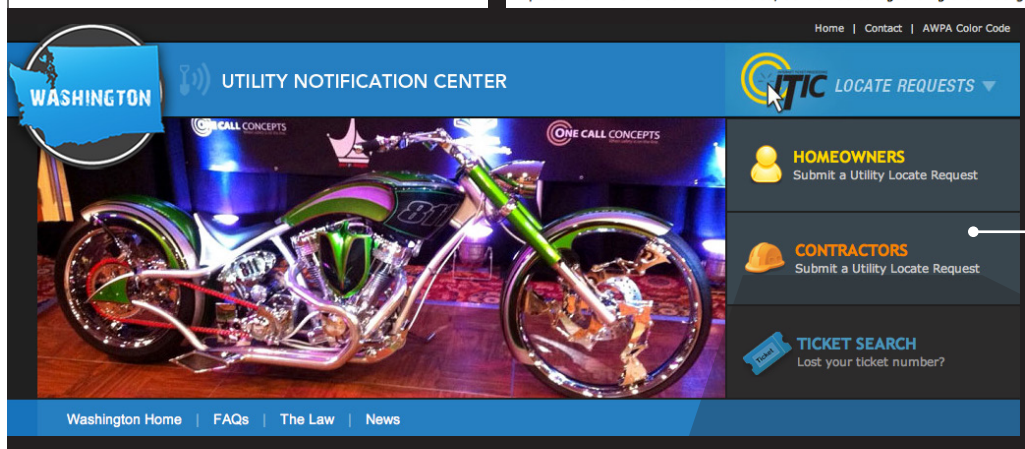 Home | Contact | AWPA Color Code
WASHINGTON
UTILITY NOTIFICATION CENTER
ITIC LOCATE REQUESTS
ONE CALL CONCEPTS
ONE CALL CONCEPTS
81
HOMEOWNERS
Submit a Utility Locate Request
CONTRACTORS
Submit a Utility Locate Request
Ticket
TICKET SEARCH
Lost your ticket number?
Washington Home | FAQs | The Law | News